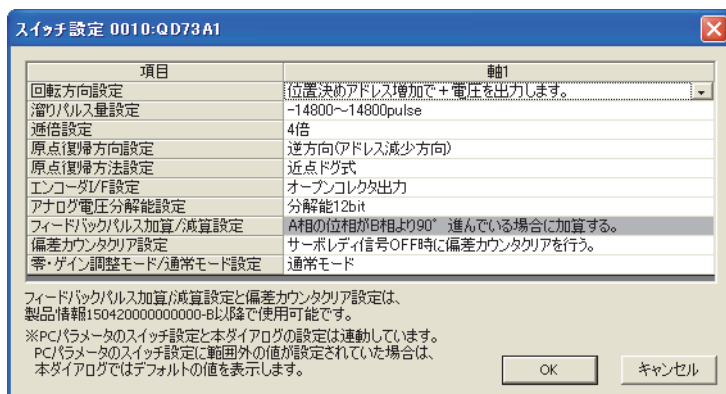 スイッチ設定 0010:QD73A1
項目 軸1
回転方向設定 位置決めアドレス増加で+電圧を出力します。
溜りパルス量設定 -14800~14800pulse
逓倍設定 4倍
原点復帰方向設定 逆方向(アドレス減少方向)
原点復帰方法設定 近点ドグ式
エンコーダI/F設定 オープンコレクタ出力
アナログ電圧分解能設定 分解能12bit
フィードバックパルス加算/減算設定 A相の位相がB相より90° 進んでいる場合に加算する。
偏差カウンタクリア設定 サーボレディ信号OFF時に偏差カウンタクリアを行う。
零・ゲイン調整モード/通常モード設定 通常モード
フィードバックパルス加算/減算設定と偏差カウンタクリア設定は、
製品情報150420000000000-B以降で使用可能です。
※PCパラメータのスイッチ設定と本ダイアログの設定は連動しています。
PCパラメータのスイッチ設定に範囲外の値が設定されていた場合は、
本ダイアログではデフォルトの値を表示します。
OK キャンセル